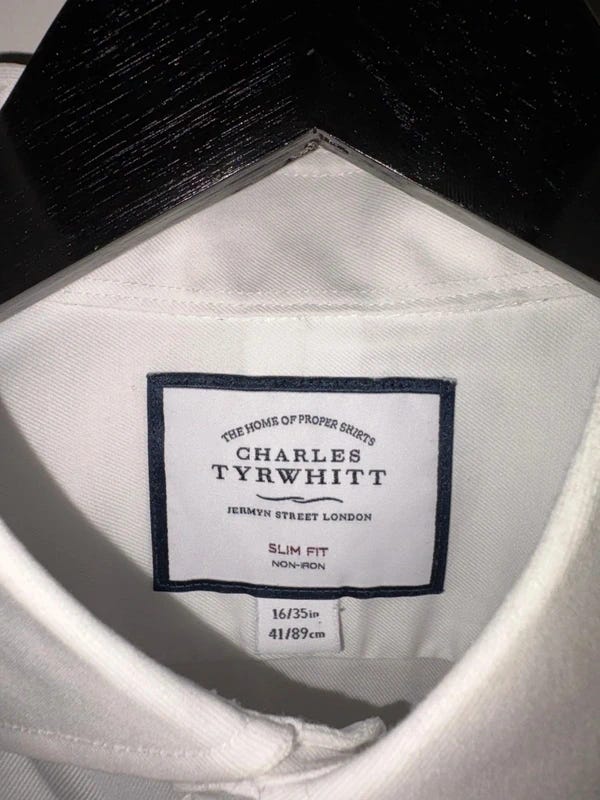 THE HOME OF PROPER SHIRTS
CHARLES
TYRWHITT
JERMYN STREET LONDON
SLIM FIT
NON-IRON
16/35in
41/89cm